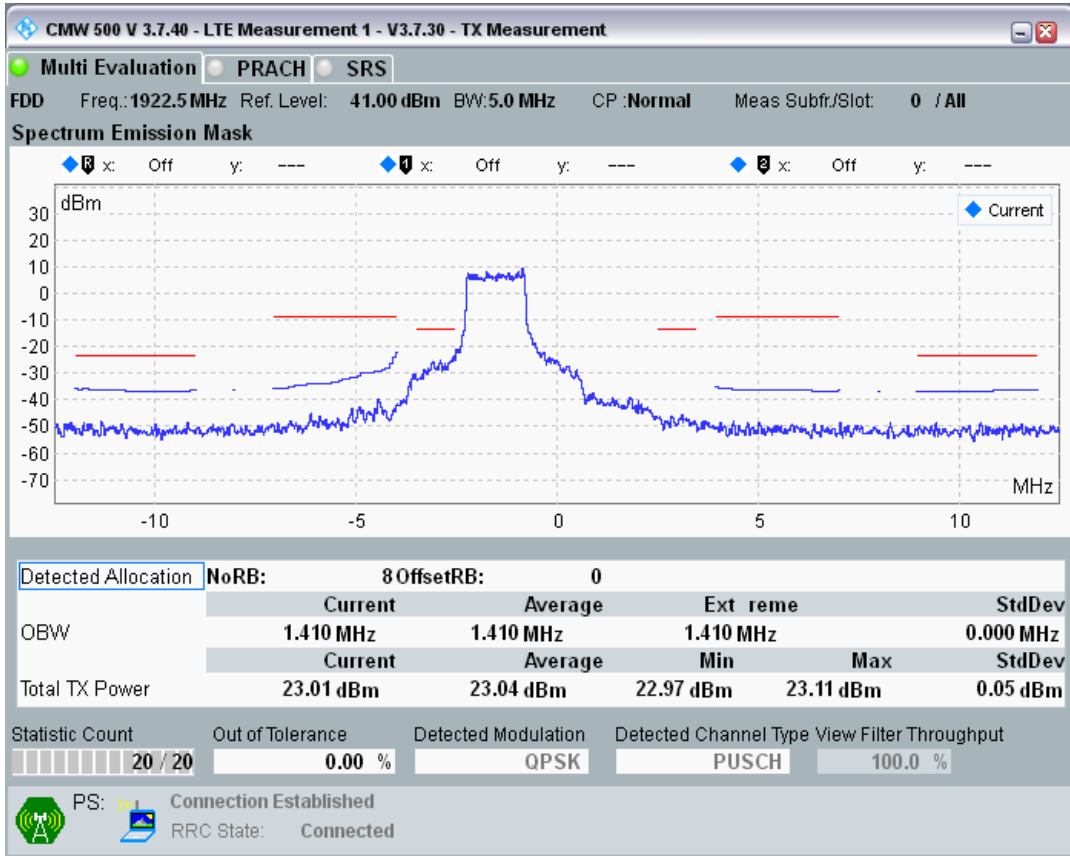 CMW 500 V 3.7.40 - LTE Measurement 1 - V3.7.30 - TX Measurement
Multi Evaluation PRACH SRS
FDD Freq.: 1922.5 MHz Ref. Level: 41.00 dBm BW: 5.0 MHz CP : Normal Meas Subfr./Slot: 0 / All
Spectrum Emission Mask
R x: Off y: --- 1 x: Off y: --- 2 x: Off y: ---
dBm
Current
30
20
10
0
-10
-20
-30
-40
-50
-60
-70
MHz
-10 -5 0 5 10
Detected Allocation NoRB: 8 OffsetRB: 0
Current Average Ext reme StdDev
OBW 1.410 MHz 1.410 MHz 1.410 MHz 0.000 MHz
Current Average Min Max StdDev
Total TX Power 23.01 dBm 23.04 dBm 22.97 dBm 23.11 dBm 0.05 dBm
Statistic Count Out of Tolerance Detected Modulation Detected Channel Type View Filter Throughput
20 / 20 0.00 % QPSK PUSCH 100.0 %
PS: Connection Established
RRC State: Connected